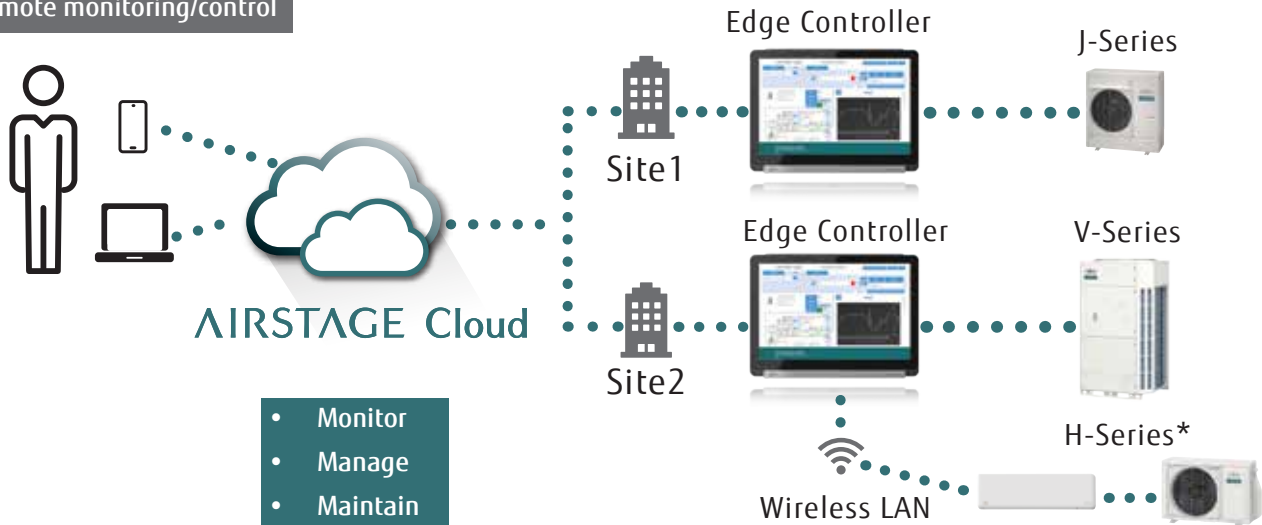 mote monitoring/control
Edge Controller
J-Series
Site1
Edge Controller
V-Series
AIRSTAGE Cloud
Site2
H-Series*
Wireless LAN
• Monitor
• Manage
• Maintain